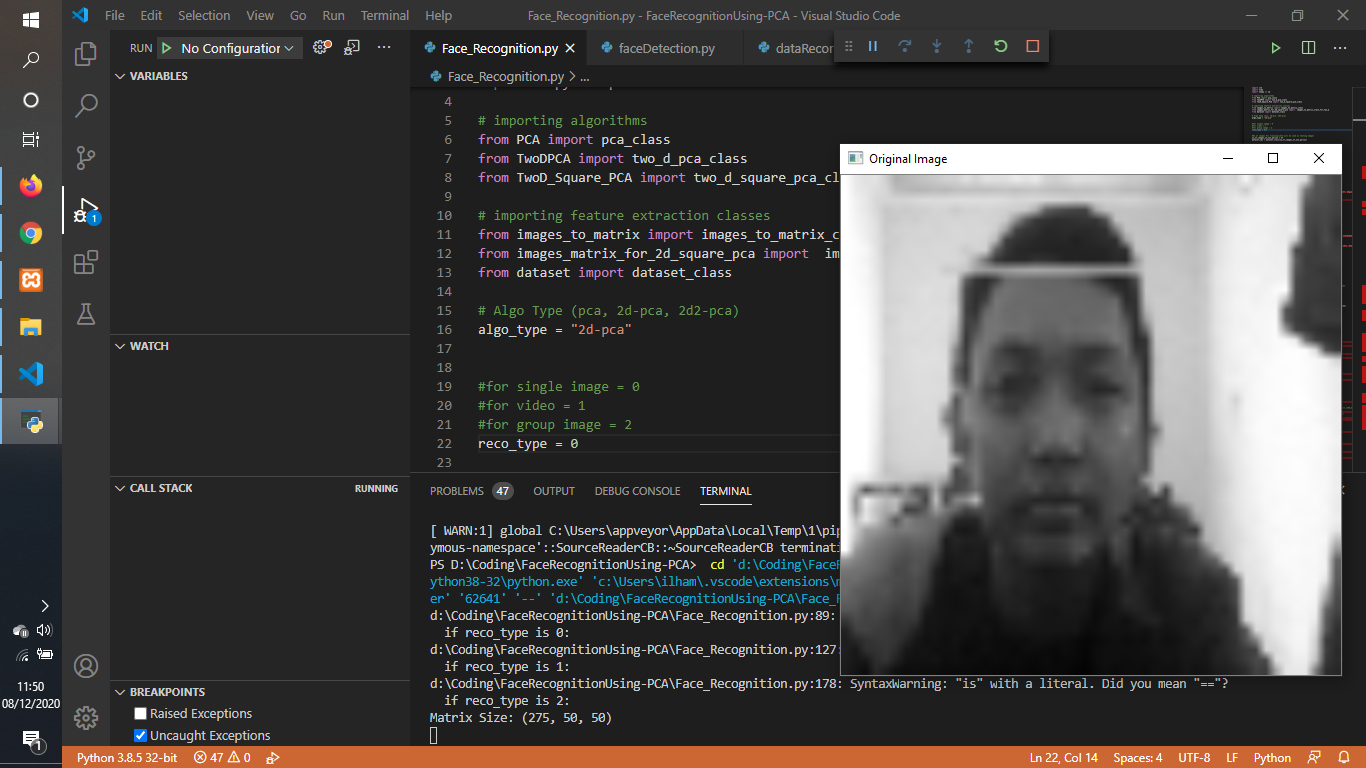 File Edit Selection View Go Run Terminal Help
Face_Recognition.py - FaceRecognitionUsing-PCA - Visual Studio Code
RUN No Configuration
Face_Recognition.py
faceDetection.py
dataRecor
Face_Recognition.py > ...
VARIABLES
4
5 # importing algorithms
6 from PCA import pca_class
7 from TwoDPCA import two_d_pca_class
8 from TwoD_Square_PCA import two_d_square_pca_cl
9
10 # importing feature extraction classes
11 from images_to_matrix import images_to_matrix_c
12 from images_matrix_for_2d_square_pca import im
13 from dataset import dataset_class
14
15 # Algo Type (pca, 2d-pca, 2d2-pca)
16 algo_type = "2d-pca"
17
18
19 #for single image = 0
20 #for video = 1
21 #for group image = 2
22 reco_type = 0
23
Original Image
WATCH
CALL STACK RUNNING
BREAKPOINTS
Raised Exceptions
Uncaught Exceptions
PROBLEMS 47 OUTPUT DEBUG CONSOLE TERMINAL
[ WARN:1] global C:\Users\appveyor\AppData\Local\Temp\1\pip
ymous-namespace'::SourceReaderCB::~SourceReaderCB terminati
PS D:\Coding\FaceRecognitionUsing-PCA> cd 'd:\Coding\FaceR
ython38-32\python.exe' 'c:\Users\ilham\.vscode\extensions\m
er' '62641' '--' 'd:\Coding\FaceRecognitionUsing-PCA\Face_R
d:\Coding\FaceRecognitionUsing-PCA\Face_Recognition.py:89:
if reco_type is 0:
d:\Coding\FaceRecognitionUsing-PCA\Face_Recognition.py:127:
if reco_type is 1:
d:\Coding\FaceRecognitionUsing-PCA\Face_Recognition.py:178: SyntaxWarning: "is" with a literal. Did you mean "=="?
if reco_type is 2:
Matrix Size: (275, 50, 50)
1
11:50
08/12/2020
1
Python 3.8.5 32-bit 47 0
Ln 22, Col 14 Spaces: 4 UTF-8 LF Python